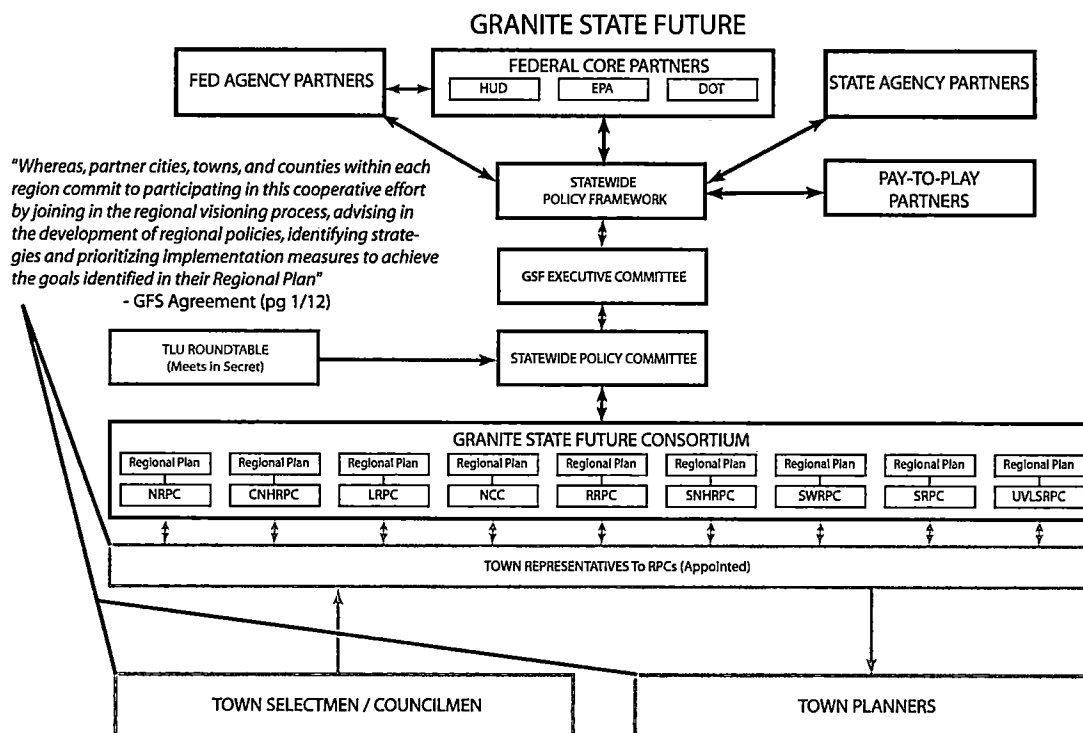 GRANITE STATE FUTURE
FED AGENCY PARTNERS
FEDERAL CORE PARTNERS
HUD
EPA
DOT
STATE AGENCY PARTNERS
"Whereas, partner cities, towns, and counties within each
region commit to participating in this cooperative effort
by joining in the regional visioning process, advising in
the development of regional policies, identifying strate-
gies and prioritizing implementation measures to achieve
the goals identified in their Regional Plan"
- GFS Agreement (pg 1/12)
STATEWIDE
POLICY FRAMEWORK
PAY-TO-PLAY
PARTNERS
GSF EXECUTIVE COMMITTEE
TLU ROUNDTABLE
(Meets in Secret)
STATEWIDE POLICY COMMITTEE
GRANITE STATE FUTURE CONSORTIUM
Regional Plan
Regional Plan
Regional Plan
Regional Plan
Regional Plan
Regional Plan
Regional Plan
Regional Plan
Regional Plan
NRPC
CNHRPC
LRPC
NCC
RRPC
SNHRPC
SWRPC
SRPC
UVLSRPC
TOWN REPRESENTATIVES To RPCs (Appointed)
TOWN SELECTMEN / COUNCILMEN
TOWN PLANNERS